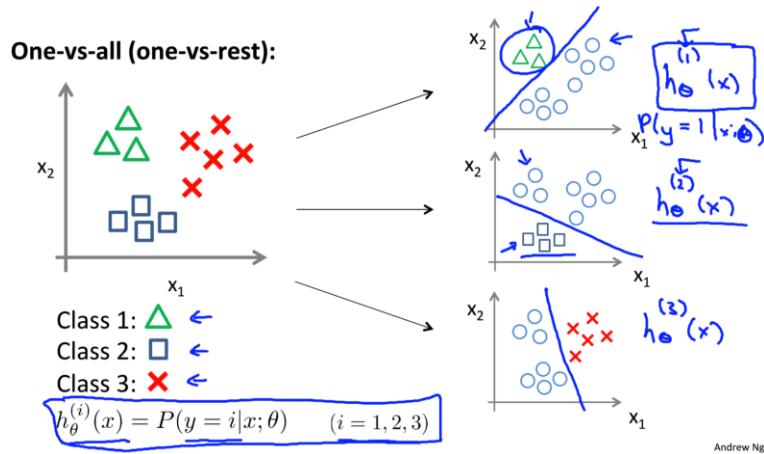 One-vs-all (one-vs-rest):
x₂
x₁
Class 1:
Class 2:
Class 3:
h_θ^(i)(x) = P(y = i|x; θ) (i = 1, 2, 3)
x₂
x₁
h_θ^(1)(x)
P(y=1|x;θ)
x₂
x₁
h_θ^(2)(x)
x₂
x₁
h_θ^(3)(x)
Andrew Ng